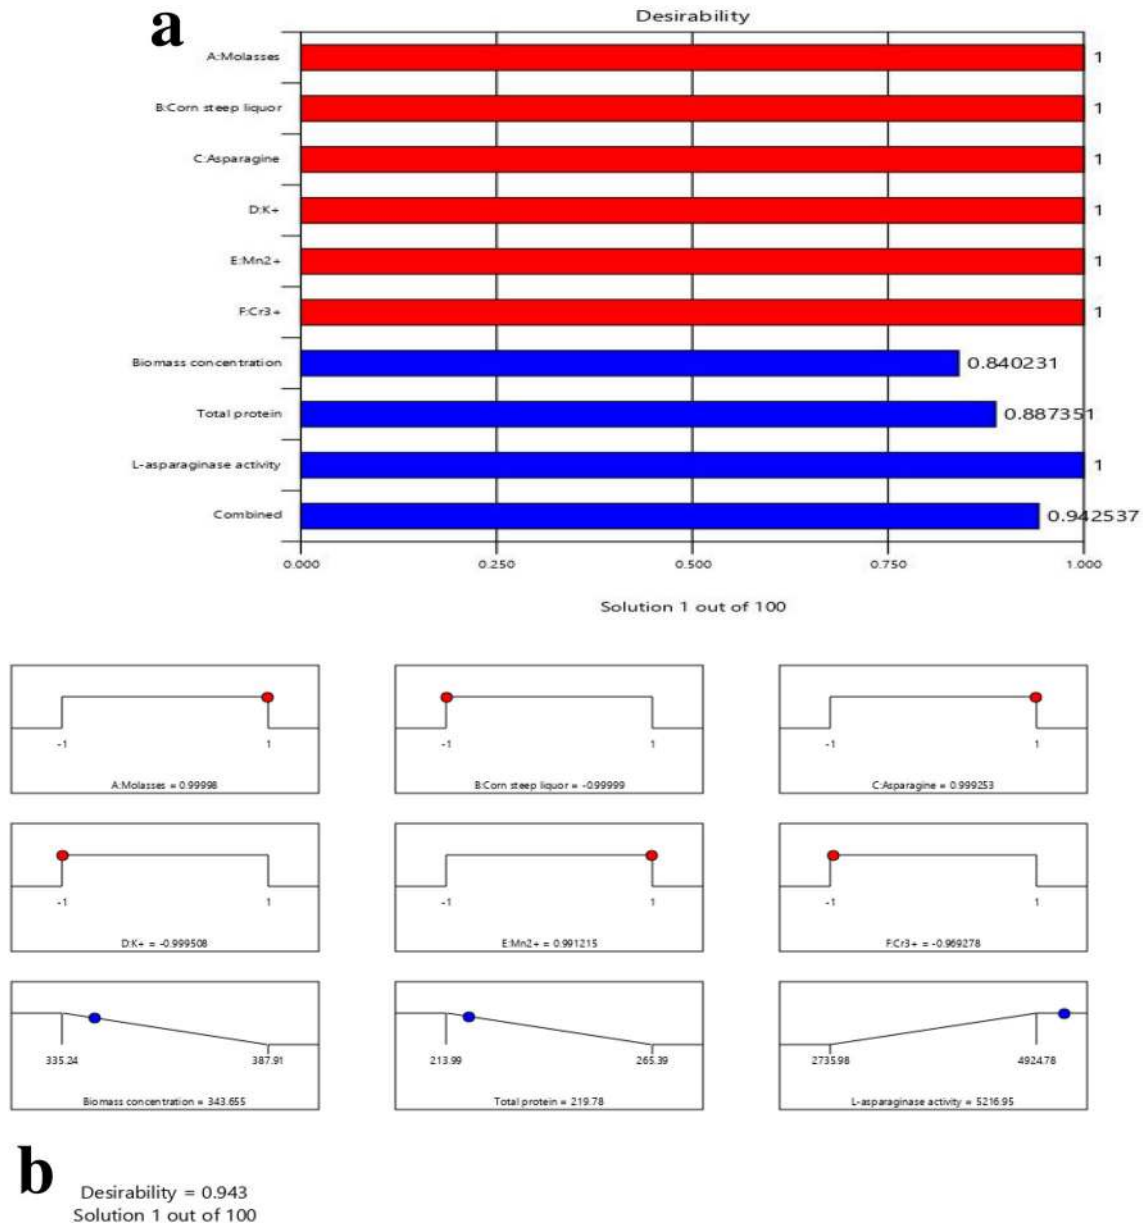 a
Desirability
A:Molasses 1
B:Corn steep liquor 1
C:Asparagine 1
D:K+ 1
E:Mn2+ 1
F:Cr3+ 1
Biomass concentration 0.840231
Total protein 0.887351
L-asparaginase activity 1
Combined 0.942537
0.000 0.250 0.500 0.750 1.000
Solution 1 out of 100
-1 1
A:Molasses = 0.99998
-1 1
B:Corn steep liquor = -0.99999
-1 1
C:Asparagine = 0.999253
-1 1
D:K+ = -0.999508
-1 1
E:Mn2+ = 0.991215
-1 1
F:Cr3+ = -0.969278
335.24 387.91
Biomass concentration = 343.655
213.99 265.39
Total protein = 219.78
2735.98 4924.78
L-asparaginase activity = 5216.95
b
Desirability = 0.943
Solution 1 out of 100